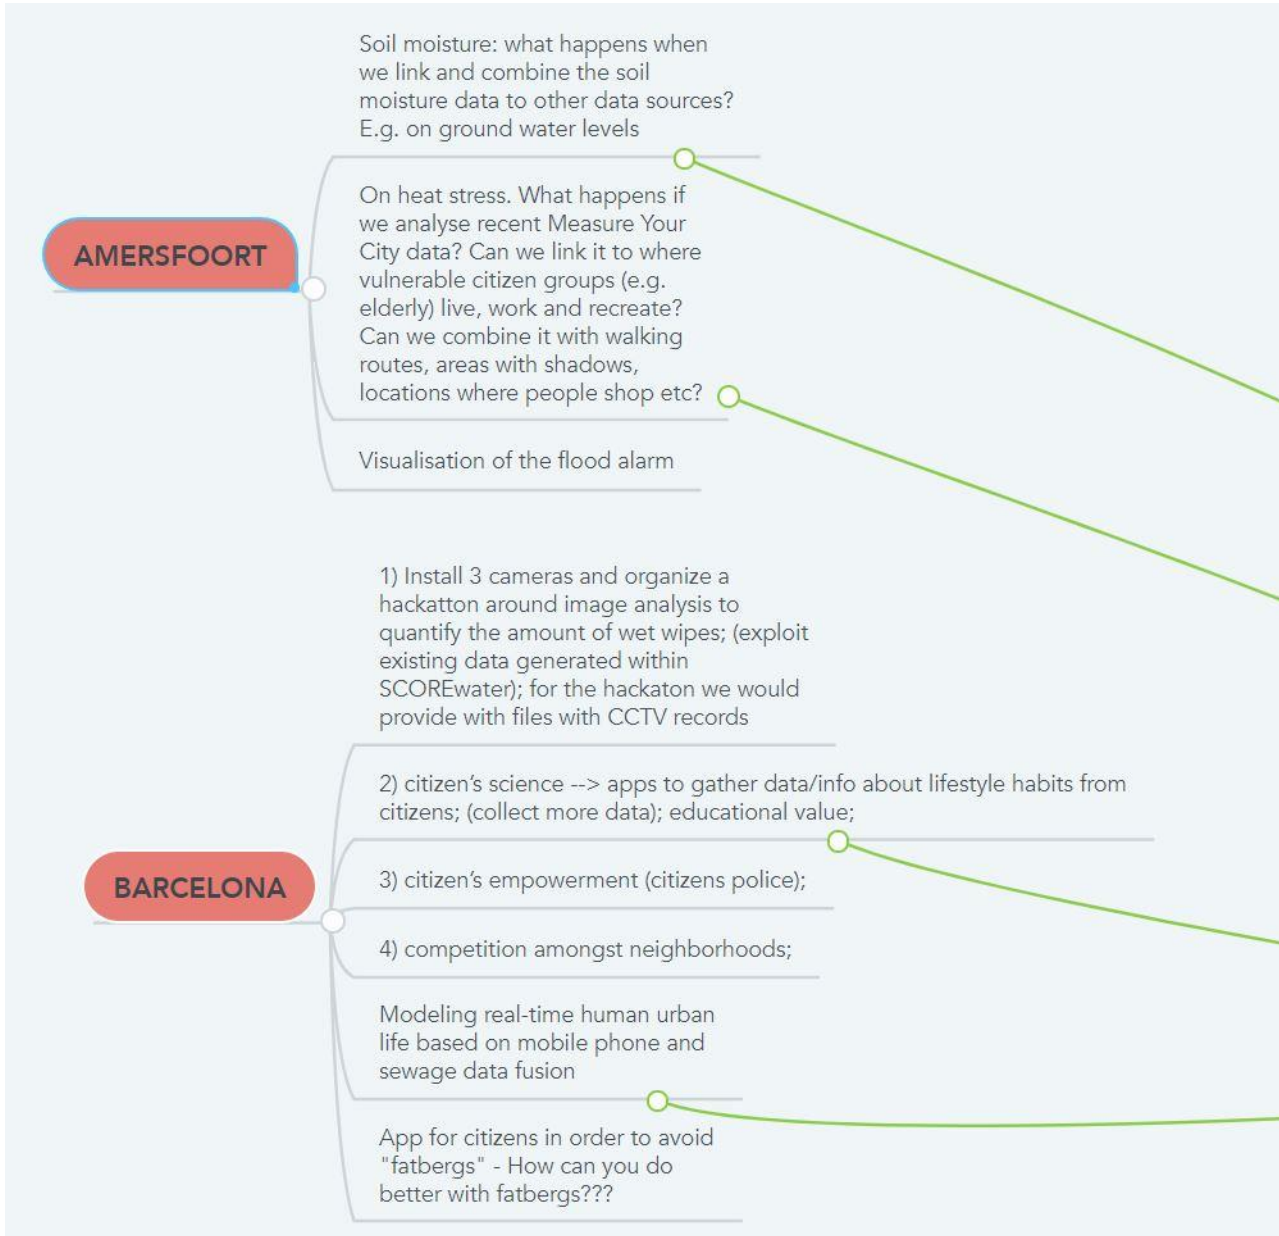 Soil moisture: what happens when
we link and combine the soil
moisture data to other data sources?
E.g. on ground water levels
On heat stress. What happens if
we analyse recent Measure Your
City data? Can we link it to where
vulnerable citizen groups (e.g.
elderly) live, work and recreate?
Can we combine it with walking
routes, areas with shadows,
locations where people shop etc?
AMERSFOORT
Visualisation of the flood alarm
1) Install 3 cameras and organize a
hackatton around image analysis to
quantify the amount of wet wipes; (exploit
existing data generated within
SCOREwater); for the hackaton we would
provide with files with CCTV records
2) citizen's science --> apps to gather data/info about lifestyle habits from
citizens; (collect more data); educational value;
BARCELONA
3) citizen's empowerment (citizens police);
4) competition amongst neighborhoods;
Modeling real-time human urban
life based on mobile phone and
sewage data fusion
App for citizens in order to avoid
"fatbergs" - How can you do
better with fatbergs???